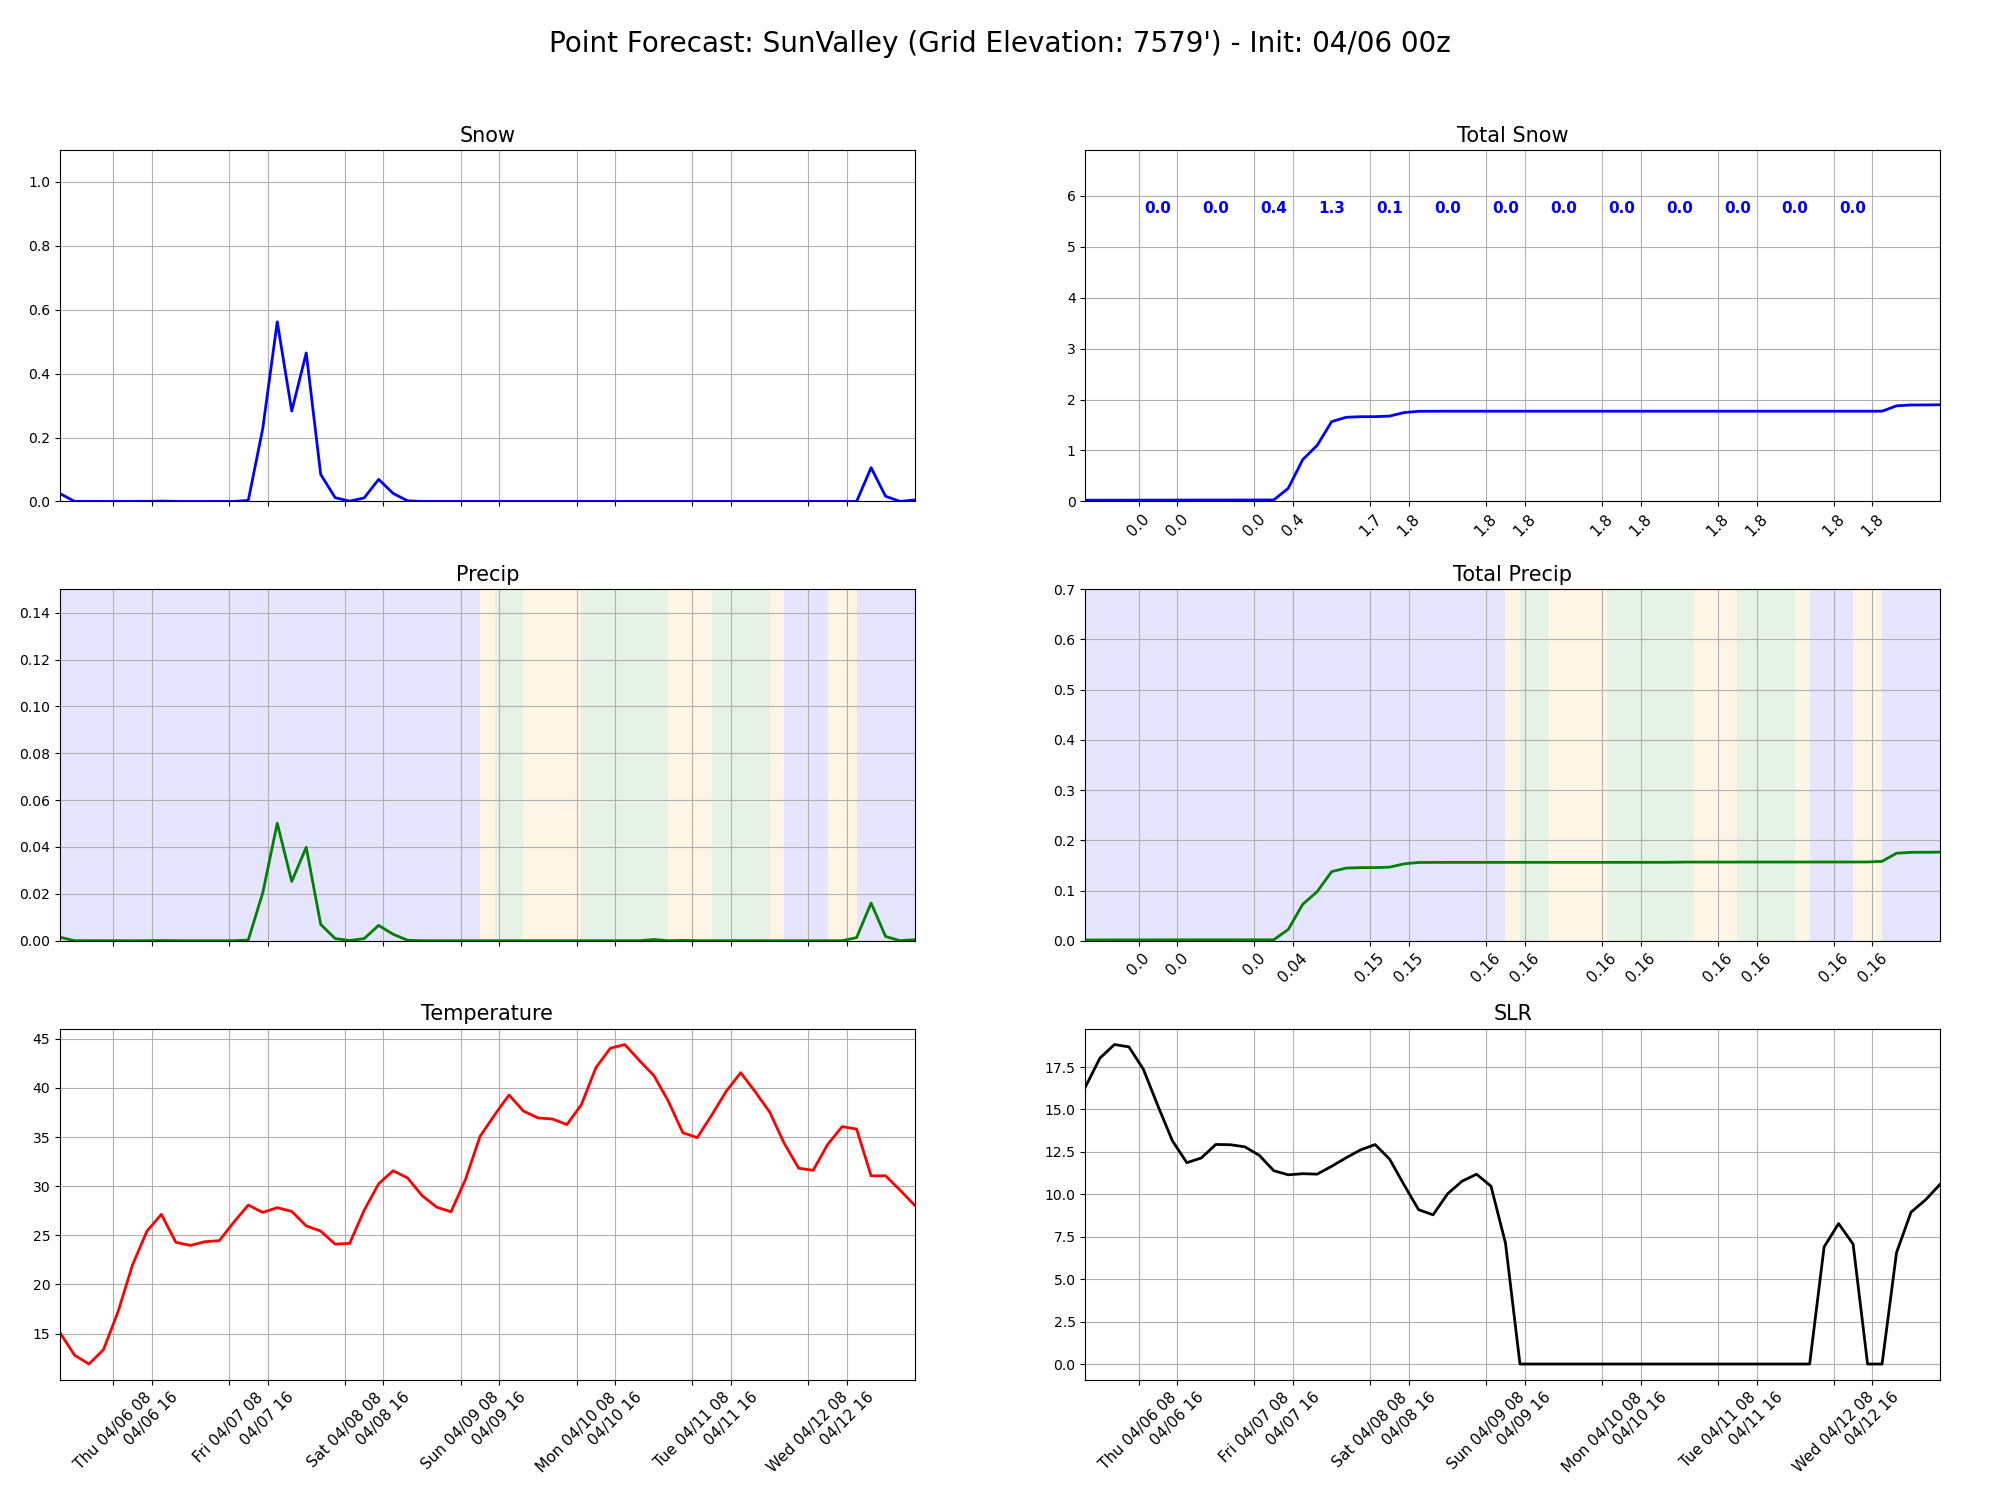 Point Forecast: SunValley (Grid Elevation: 7579') - Init: 04/06 00z
Snow
1.0
0.8
0.6
0.4
0.2
0.0
Total Snow
6
5
4
3
2
1
0
0.0 0.0 0.4 1.3 0.1 0.0 0.0 0.0 0.0 0.0 0.0 0.0 0.0
0.0 0.0 0.0 0.4 1.7 1.8 1.8 1.8 1.8 1.8 1.8 1.8 1.8 1.8
Precip
0.14
0.12
0.10
0.08
0.06
0.04
0.02
0.00
Total Precip
0.7
0.6
0.5
0.4
0.3
0.2
0.1
0.0
0.0 0.0 0.0 0.04 0.15 0.15 0.16 0.16 0.16 0.16 0.16 0.16 0.16 0.16
Temperature
45
40
35
30
25
20
15
Thu 04/06 08
04/06 16
Fri 04/07 08
04/07 16
Sat 04/08 08
04/08 16
Sun 04/09 08
04/09 16
Mon 04/10 08
04/10 16
Tue 04/11 08
04/11 16
Wed 04/12 08
04/12 16
SLR
17.5
15.0
12.5
10.0
7.5
5.0
2.5
0.0
Thu 04/06 08
04/06 16
Fri 04/07 08
04/07 16
Sat 04/08 08
04/08 16
Sun 04/09 08
04/09 16
Mon 04/10 08
04/10 16
Tue 04/11 08
04/11 16
Wed 04/12 08
04/12 16